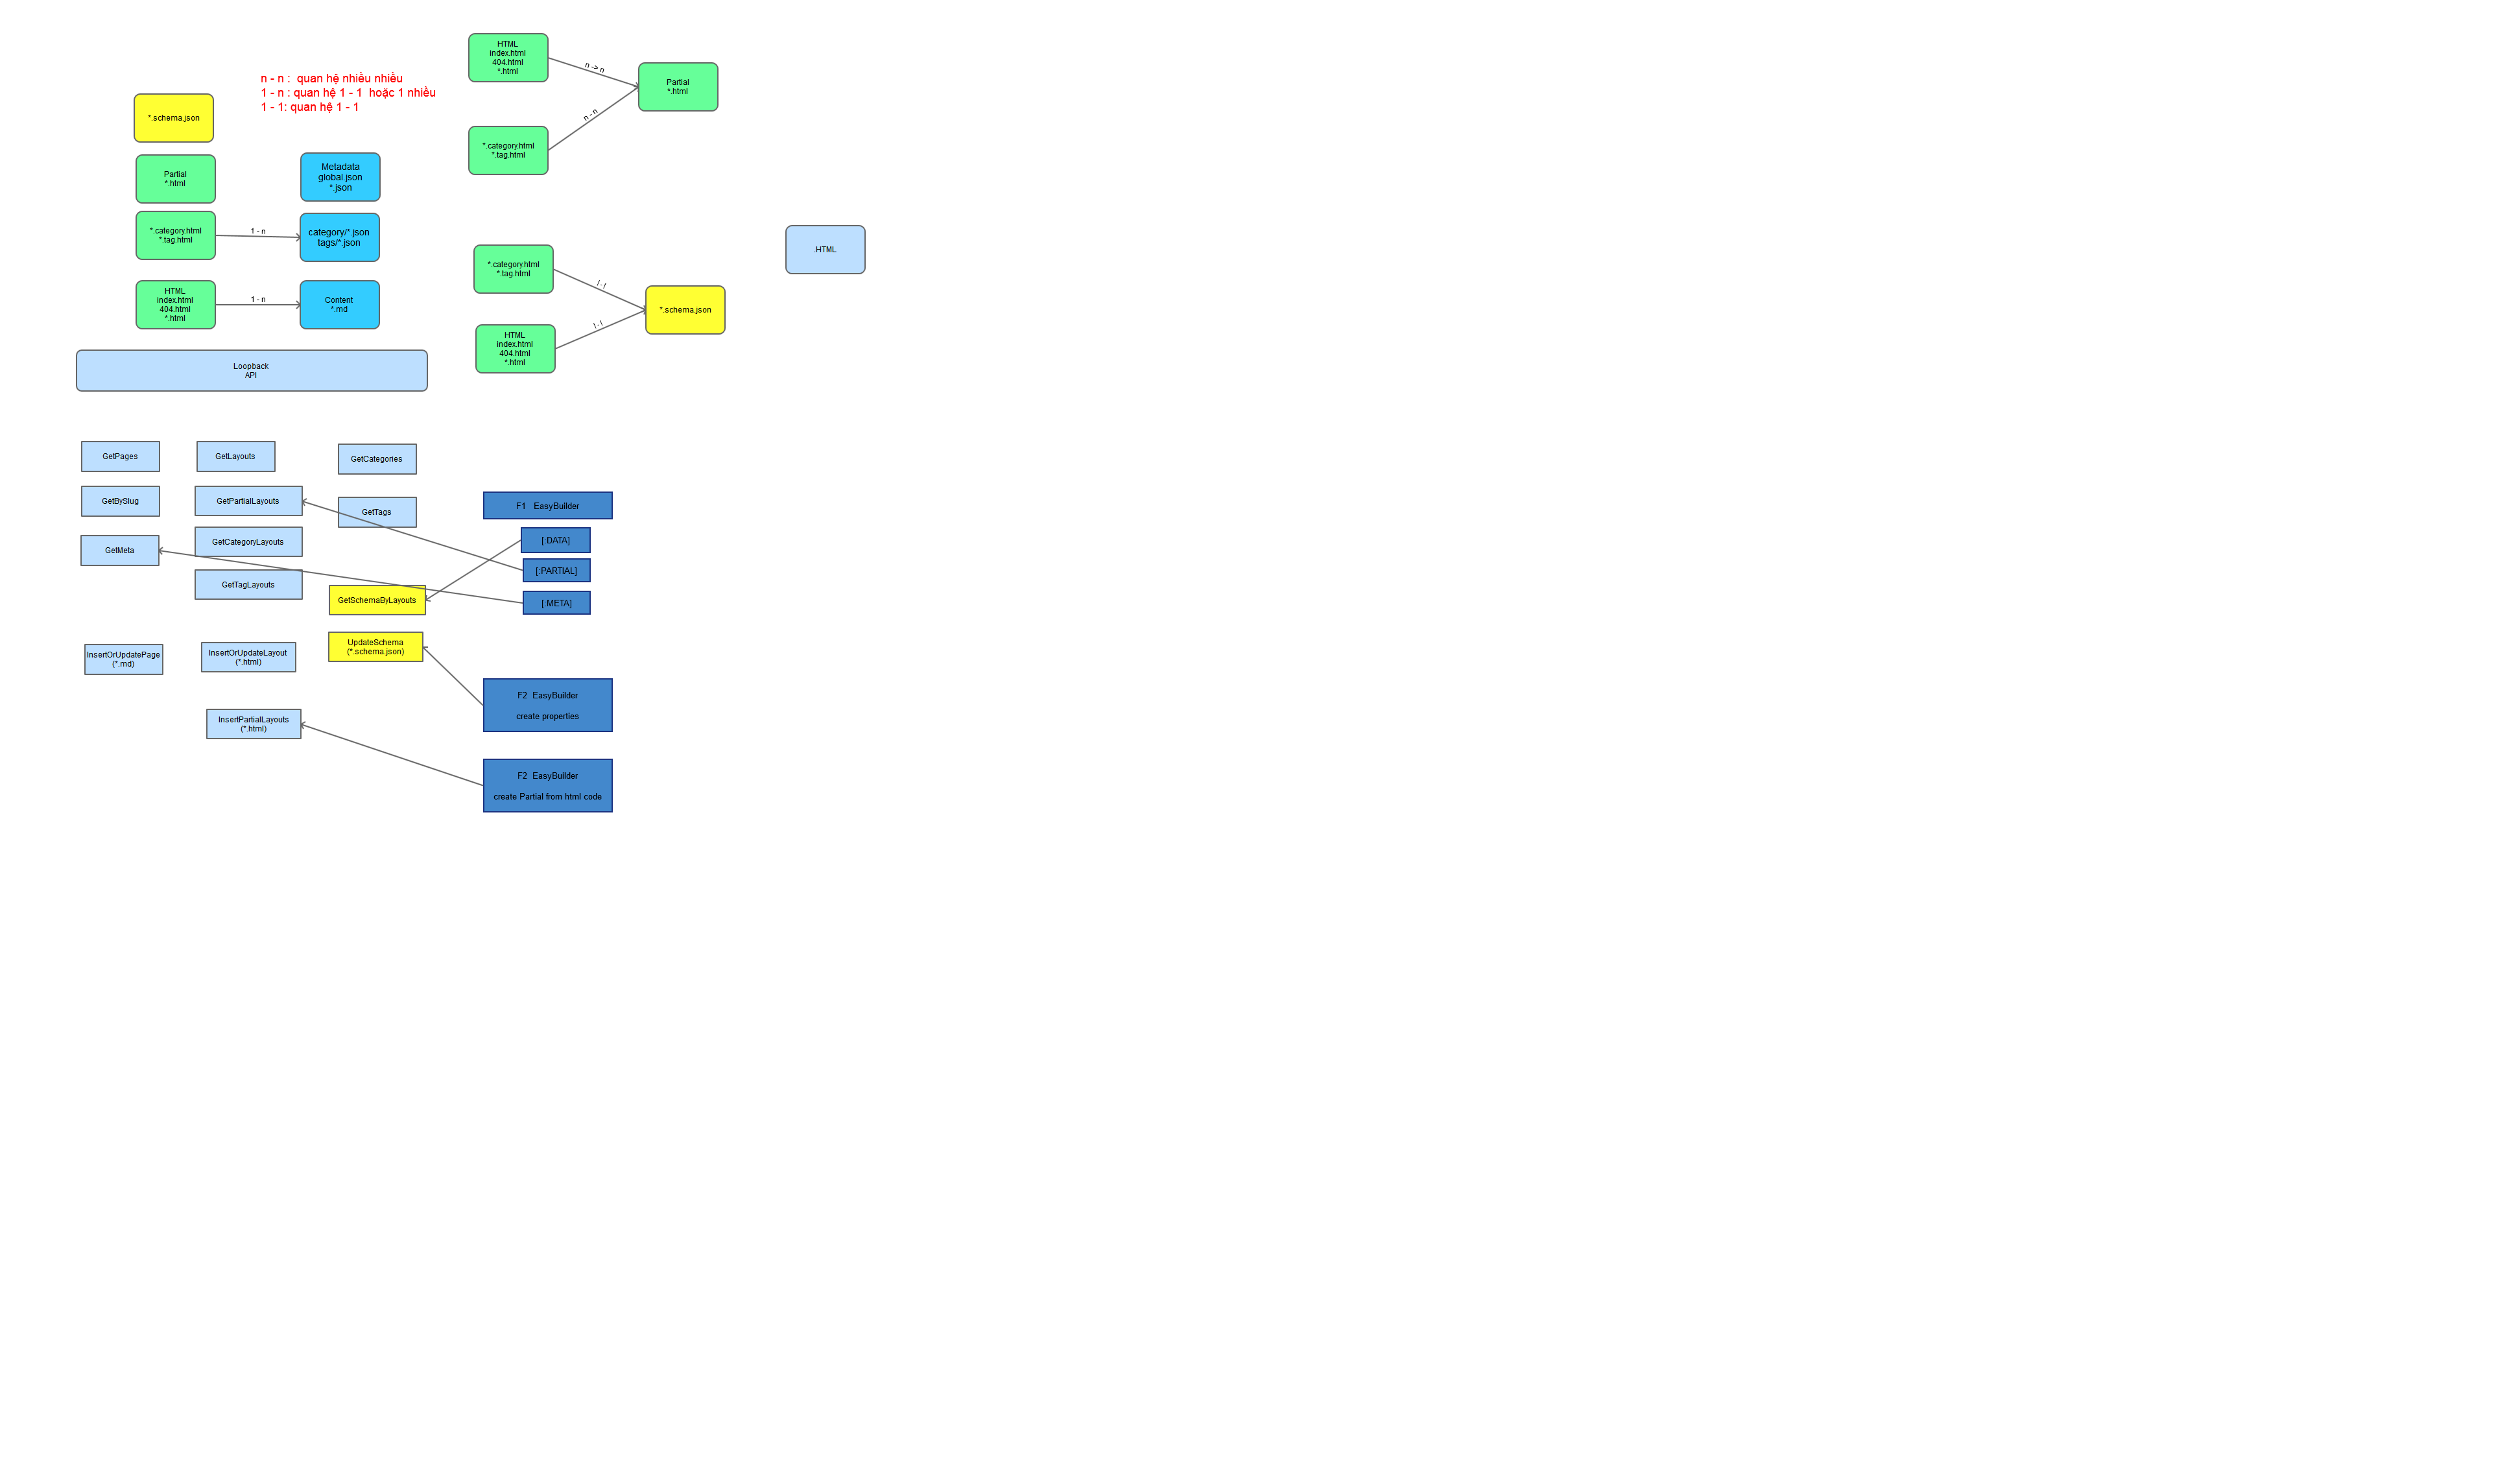 n - n :  quan hệ nhiều nhiều
1 - n : quan hệ 1 - 1  hoặc 1 nhiều
1 - 1: quan hệ 1 - 1
*.schema.json
Partial
*.html
Metadata
global.json
*.json
*.category.html
*.tag.html
1 - n
category/*.json
tags/*.json
HTML
index.html
404.html
*.html
1 - n
Content
*.md
Loopback
API
HTML
index.html
404.html
*.html
n -> n
Partial
*.html
n - n
*.category.html
*.tag.html
*.category.html
*.tag.html
1 - 1
*.schema.json
1 - 1
HTML
index.html
404.html
*.html
.HTML
GetPages
GetLayouts
GetCategories
GetBySlug
GetPartialLayouts
GetTags
GetMeta
GetCategoryLayouts
GetTagLayouts
GetSchemaByLayouts
F1   EasyBuilder
[:DATA]
[:PARTIAL]
[:META]
InsertOrUpdatePage
(*.md)
InsertOrUpdateLayout
(*.html)
UpdateSchema
(*.schema.json)
F2  EasyBuilder
create properties
InsertPartialLayouts
(*.html)
F2  EasyBuilder
create Partial from html code